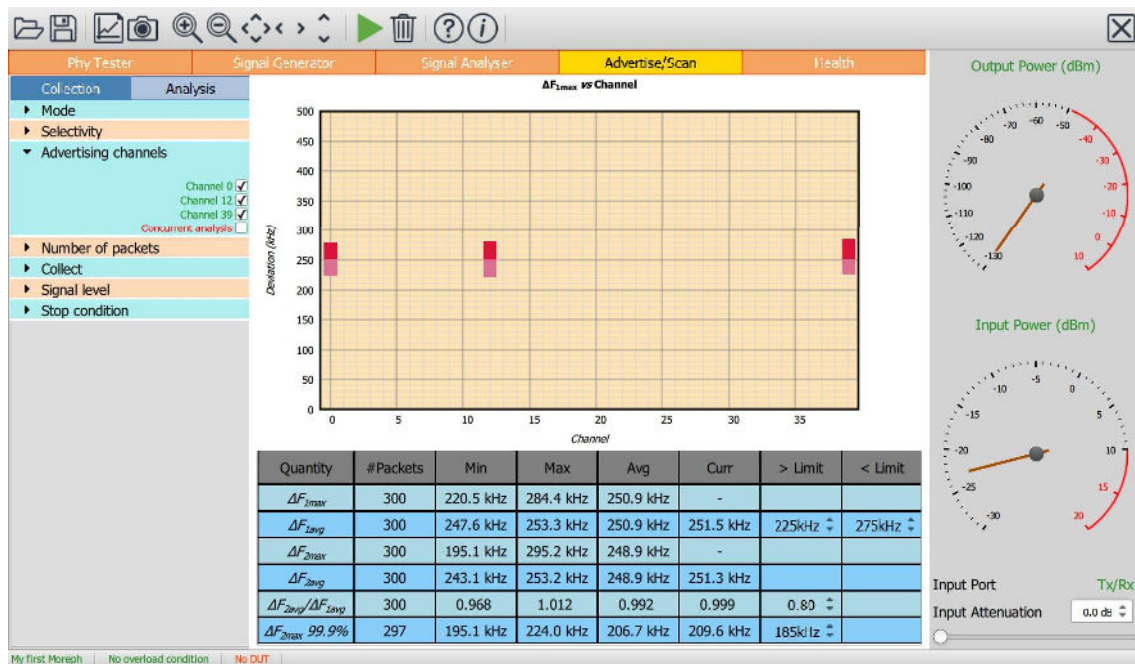 Phy Tester Signal Generator Signal Analyser Advertise/Scan Health
Collection Analysis
Mode
Selectivity
Advertising channels
Channel 0
Channel 12
Channel 39
Concurrent analysis
Number of packets
Collect
Signal level
Stop condition
ΔF1max vs Channel
500
450
400
350
300
250
200
150
100
50
0
Deviation (kHz)
0 5 10 15 20 25 30 35
Channel
Quantity #Packets Min Max Avg Curr > Limit < Limit
ΔF1max 300 220.5 kHz 284.4 kHz 250.9 kHz -
ΔF1avg 300 247.6 kHz 253.3 kHz 250.9 kHz 251.5 kHz 225kHz 275kHz
ΔF2max 300 195.1 kHz 295.2 kHz 248.9 kHz -
ΔF2avg 300 243.1 kHz 253.2 kHz 248.9 kHz 251.3 kHz
ΔF2avg/ΔF1avg 300 0.968 1.012 0.992 0.999 0.80
ΔF2max 99.9% 297 195.1 kHz 224.0 kHz 206.7 kHz 209.6 kHz 185kHz
Output Power (dBm)
-130 -120 -110 -100 -90 -80 -70 -60 -50 -40 -30 -20 -10 0 10
Input Power (dBm)
-30 -25 -20 -15 -10 -5 0 5 10 15 20
Input Port Tx/Rx
Input Attenuation 0.0 dB
My first Moreph No overload condition No DUT